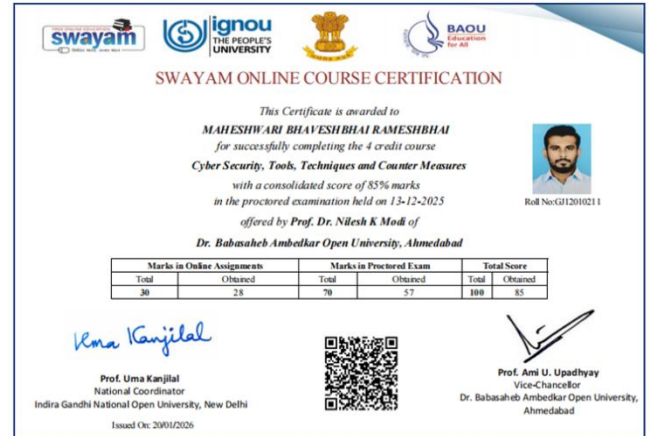 swayam
ignou
THE PEOPLE'S
UNIVERSITY
BAOU
Education
for All
SWAYAM ONLINE COURSE CERTIFICATION
This Certificate is awarded to
MAHESHWARI BHAVESHBHAI RAMESHBHAI
for successfully completing the 4 credit course
Cyber Security, Tools, Techniques and Counter Measures
with a consolidated score of 85% marks
in the proctored examination held on 13-12-2025
Roll No:GJ12010211
offered by Prof. Dr. Nilesh K Modi of
Dr. Babasaheb Ambedkar Open University, Ahmedabad
Marks in Online Assignments Marks in Proctored Exam Total Score
Total Obtained Total Obtained Total Obtained
30 28 70 57 100 85
Uma Kanjilal
Prof. Uma Kanjilal
National Coordinator
Indira Gandhi National Open University, New Delhi
Issued On: 20/01/2026
Prof. Ami U. Upadhyay
Vice-Chancellor
Dr. Babasaheb Ambedkar Open University,
Ahmedabad